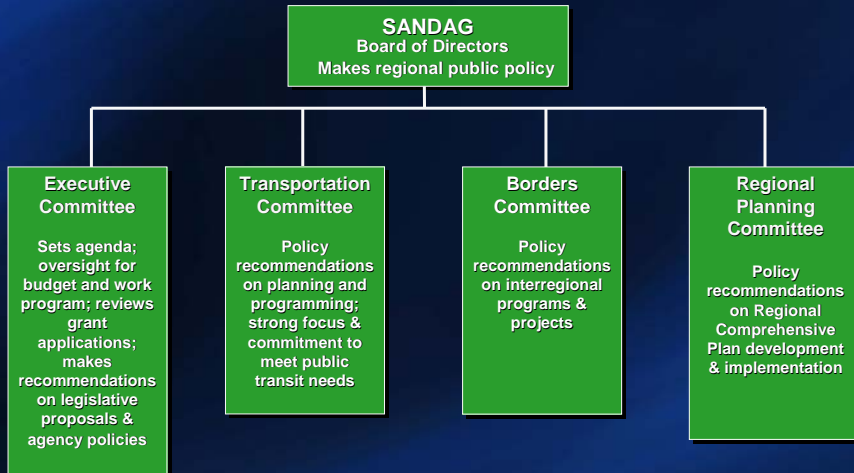 SANDAG
Board of Directors
Makes regional public policy
Executive
Committee
Sets agenda;
oversight for
budget and work
program; reviews
grant
applications;
makes
recommendations
on legislative
proposals &
agency policies
Transportation
Committee
Policy
recommendations
on planning and
programming;
strong focus &
commitment to
meet public
transit needs
Borders
Committee
Policy
recommendations
on interregional
programs &
projects
Regional
Planning
Committee
Policy
recommendations
on Regional
Comprehensive
Plan development
& implementation